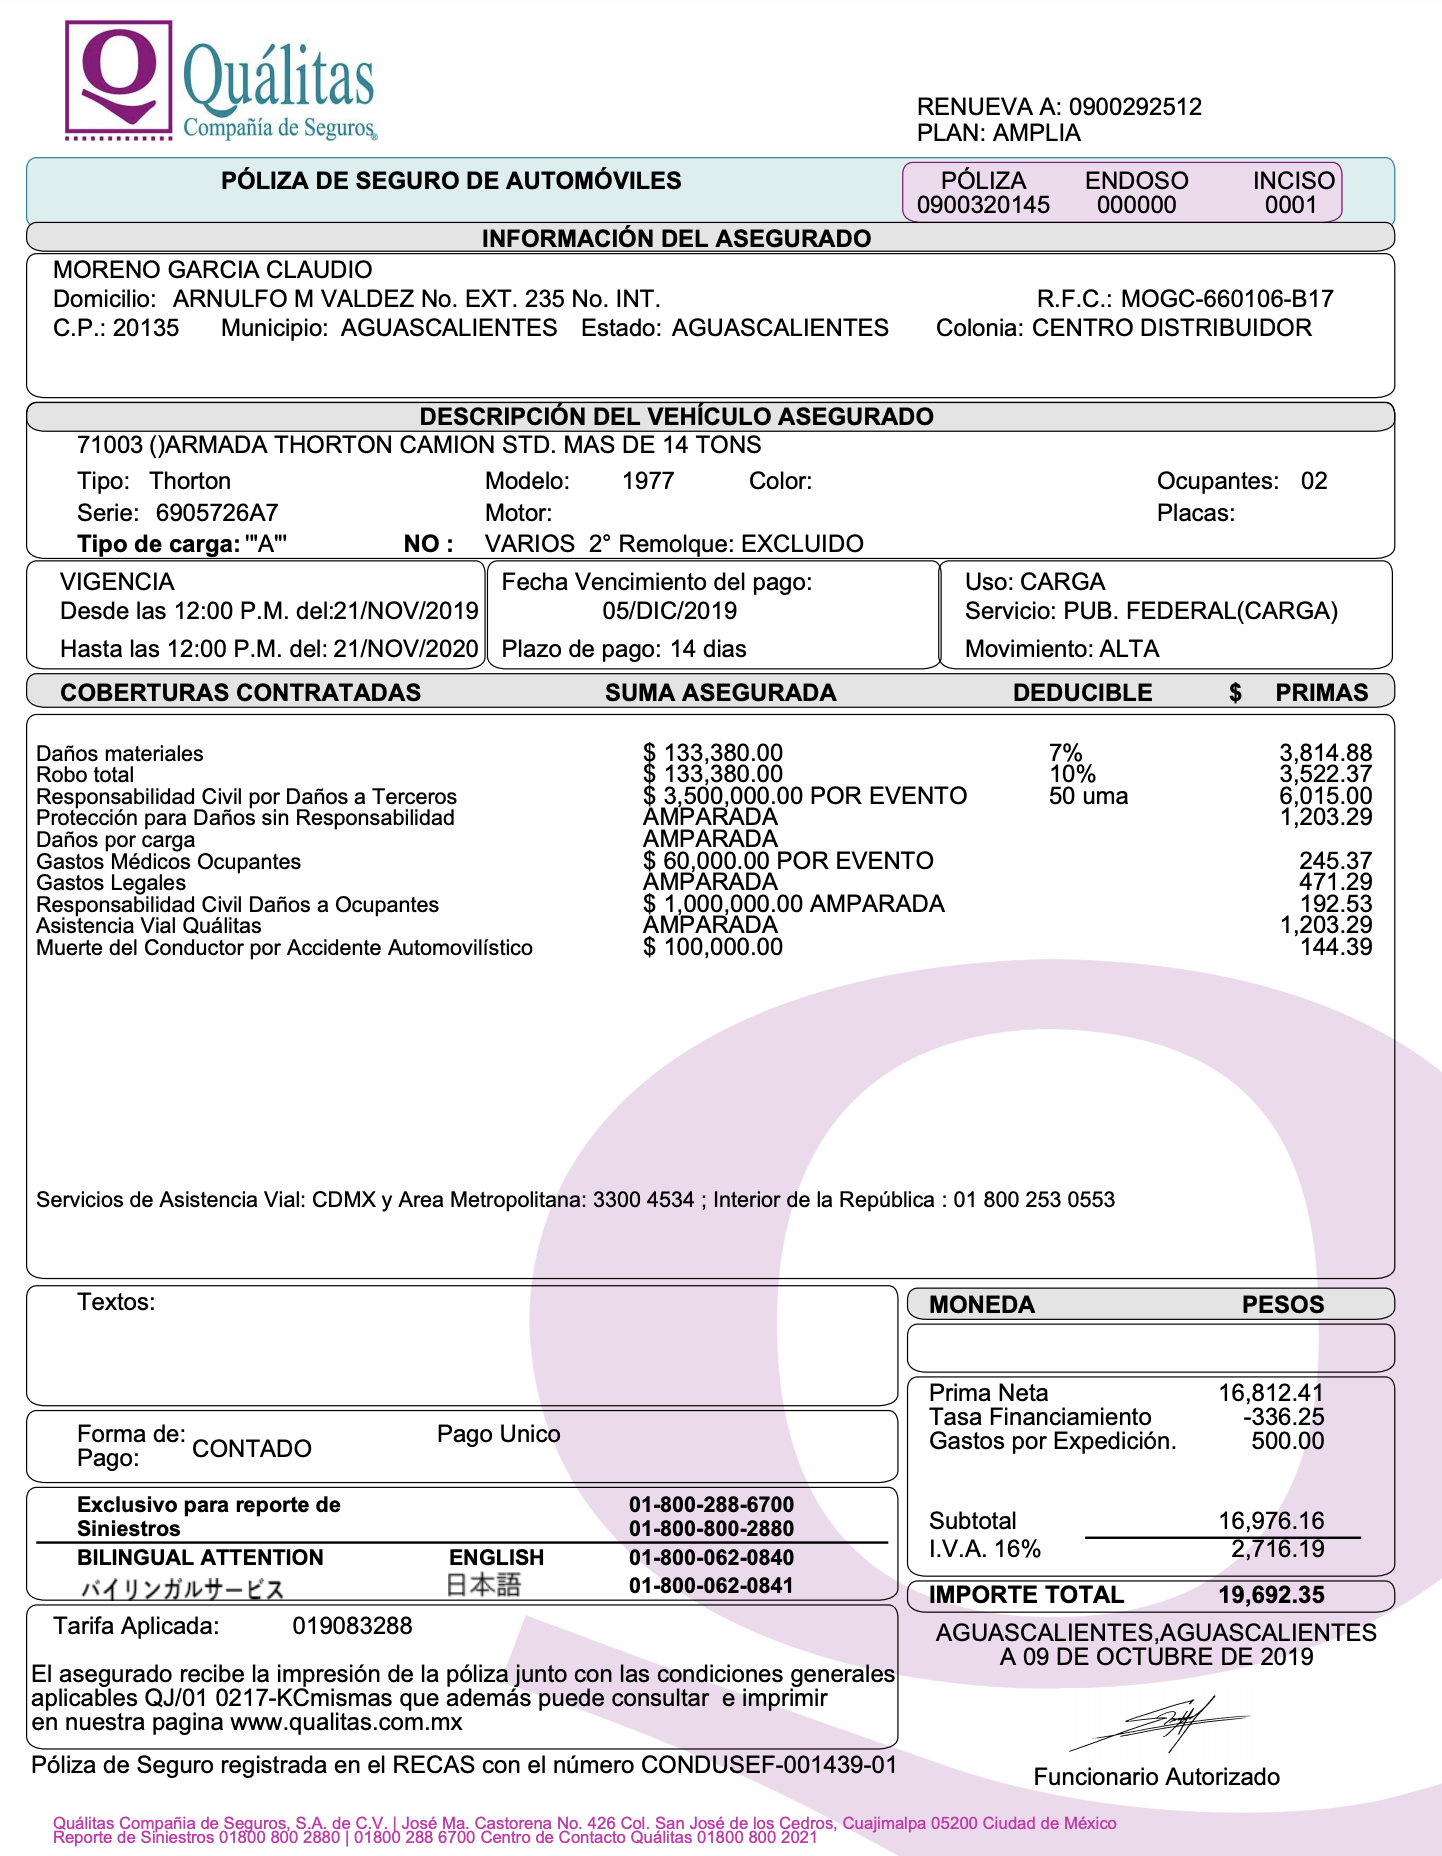 Quálitas
Compañía de Seguros®
RENUEVA A: 0900292512
PLAN: AMPLIA
PÓLIZA DE SEGURO DE AUTOMÓVILES
PÓLIZA ENDOSO INCISO
0900320145 000000 0001
INFORMACIÓN DEL ASEGURADO
MORENO GARCIA CLAUDIO
Domicilio: ARNULFO M VALDEZ No. EXT. 235 No. INT. R.F.C.: MOGC-660106-B17
C.P.: 20135 Municipio: AGUASCALIENTES Estado: AGUASCALIENTES Colonia: CENTRO DISTRIBUIDOR
DESCRIPCIÓN DEL VEHÍCULO ASEGURADO
71003 ()ARMADA THORTON CAMION STD. MAS DE 14 TONS
Tipo: Thorton Modelo: 1977 Color: Ocupantes: 02
Serie: 6905726A7 Motor: Placas:
Tipo de carga: '"A"' NO : VARIOS 2° Remolque: EXCLUIDO
VIGENCIA
Desde las 12:00 P.M. del:21/NOV/2019
Hasta las 12:00 P.M. del: 21/NOV/2020
Fecha Vencimiento del pago:
05/DIC/2019
Plazo de pago: 14 dias
Uso: CARGA
Servicio: PUB. FEDERAL(CARGA)
Movimiento: ALTA
COBERTURAS CONTRATADAS SUMA ASEGURADA DEDUCIBLE $ PRIMAS
Daños materiales $ 133,380.00 7% 3,814.88
Robo total $ 133,380.00 10% 3,522.37
Responsabilidad Civil por Daños a Terceros $ 3,500,000.00 POR EVENTO 50 uma 6,015.00
Protección para Daños sin Responsabilidad AMPARADA 1,203.29
Daños por carga AMPARADA
Gastos Médicos Ocupantes $ 60,000.00 POR EVENTO 245.37
Gastos Legales AMPARADA 471.29
Responsabilidad Civil Daños a Ocupantes $ 1,000,000.00 AMPARADA 192.53
Asistencia Vial Quálitas AMPARADA 1,203.29
Muerte del Conductor por Accidente Automovilístico $ 100,000.00 144.39
Servicios de Asistencia Vial: CDMX y Area Metropolitana: 3300 4534 ; Interior de la República : 01 800 253 0553
Textos:
MONEDA PESOS
Prima Neta 16,812.41
Tasa Financiamiento -336.25
Gastos por Expedición. 500.00
Subtotal 16,976.16
I.V.A. 16% 2,716.19
IMPORTE TOTAL 19,692.35
Forma de: Pago Unico
Pago: CONTADO
Exclusivo para reporte de 01-800-288-6700
Siniestros 01-800-800-2880
BILINGUAL ATTENTION ENGLISH 01-800-062-0840
バイリンガルサービス 日本語 01-800-062-0841
Tarifa Aplicada: 019083288
El asegurado recibe la impresión de la póliza junto con las condiciones generales
aplicables QJ/01 0217-KCmismas que además puede consultar e imprimir
en nuestra pagina www.qualitas.com.mx
AGUASCALIENTES,AGUASCALIENTES
A 09 DE OCTUBRE DE 2019
Funcionario Autorizado
Póliza de Seguro registrada en el RECAS con el número CONDUSEF-001439-01
Quálitas Compañia de Seguros, S.A. de C.V. | José Ma. Castorena No. 426 Col. San José de los Cedros, Cuajimalpa 05200 Ciudad de México
Reporte de Siniestros 01800 800 2880 | 01800 288 6700 Centro de Contacto Quálitas 01800 800 2021